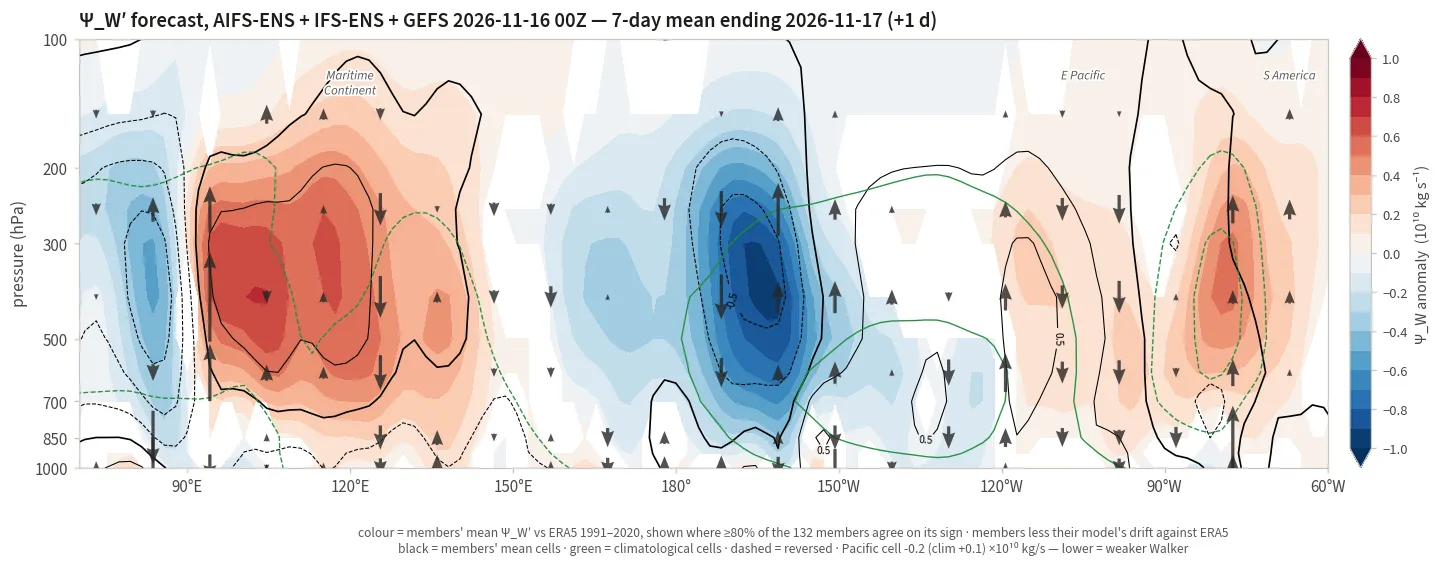 Ψ_W′ forecast, AIFS-ENS + IFS-ENS + GEFS 2026-11-16 00Z — 7-day mean ending 2026-11-17 (+1 d)
100
200
300
400
500
700
850
1000
pressure (hPa)
Maritime
Continent
E Pacific
S America
0.5
0.5
0.5
0.5
90°E
120°E
150°E
180°
150°W
120°W
90°W
60°W
1.0
0.8
0.6
0.4
0.2
0.0
−0.2
−0.4
−0.6
−0.8
−1.0
Ψ_W anomaly (10¹⁰ kg s⁻¹)
colour = members' mean Ψ_W′ vs ERA5 1991–2020, shown where ≥80% of the 132 members agree on its sign · members less their model's drift against ERA5
black = members' mean cells · green = climatological cells · dashed = reversed · Pacific cell -0.2 (clim +0.1) ×10¹⁰ kg/s — lower = weaker Walker